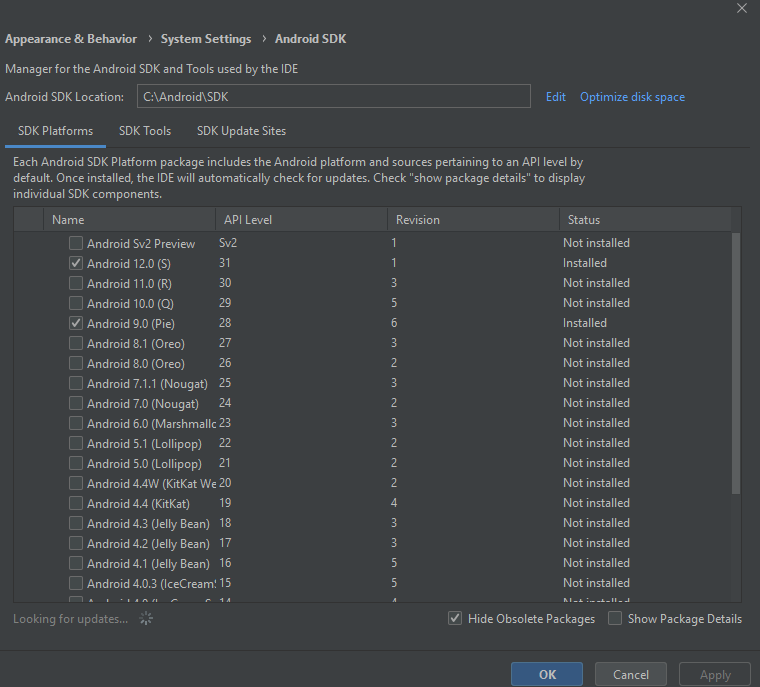 Appearance & Behavior › System Settings › Android SDK
Manager for the Android SDK and Tools used by the IDE
Android SDK Location: C:\Android\SDK Edit Optimize disk space
SDK Platforms SDK Tools SDK Update Sites
Each Android SDK Platform package includes the Android platform and sources pertaining to an API level by
default. Once installed, the IDE will automatically check for updates. Check "show package details" to display
individual SDK components.
Name API Level Revision Status
Android Sv2 Preview Sv2 1 Not installed
Android 12.0 (S) 31 1 Installed
Android 11.0 (R) 30 3 Not installed
Android 10.0 (Q) 29 5 Not installed
Android 9.0 (Pie) 28 6 Installed
Android 8.1 (Oreo) 27 3 Not installed
Android 8.0 (Oreo) 26 2 Not installed
Android 7.1.1 (Nougat) 25 3 Not installed
Android 7.0 (Nougat) 24 2 Not installed
Android 6.0 (Marshmallo 23 3 Not installed
Android 5.1 (Lollipop) 22 2 Not installed
Android 5.0 (Lollipop) 21 2 Not installed
Android 4.4W (KitKat We 20 2 Not installed
Android 4.4 (KitKat) 19 4 Not installed
Android 4.3 (Jelly Bean) 18 3 Not installed
Android 4.2 (Jelly Bean) 17 3 Not installed
Android 4.1 (Jelly Bean) 16 5 Not installed
Android 4.0.3 (IceCreamS 15 5 Not installed
Looking for updates... Hide Obsolete Packages Show Package Details
OK Cancel Apply